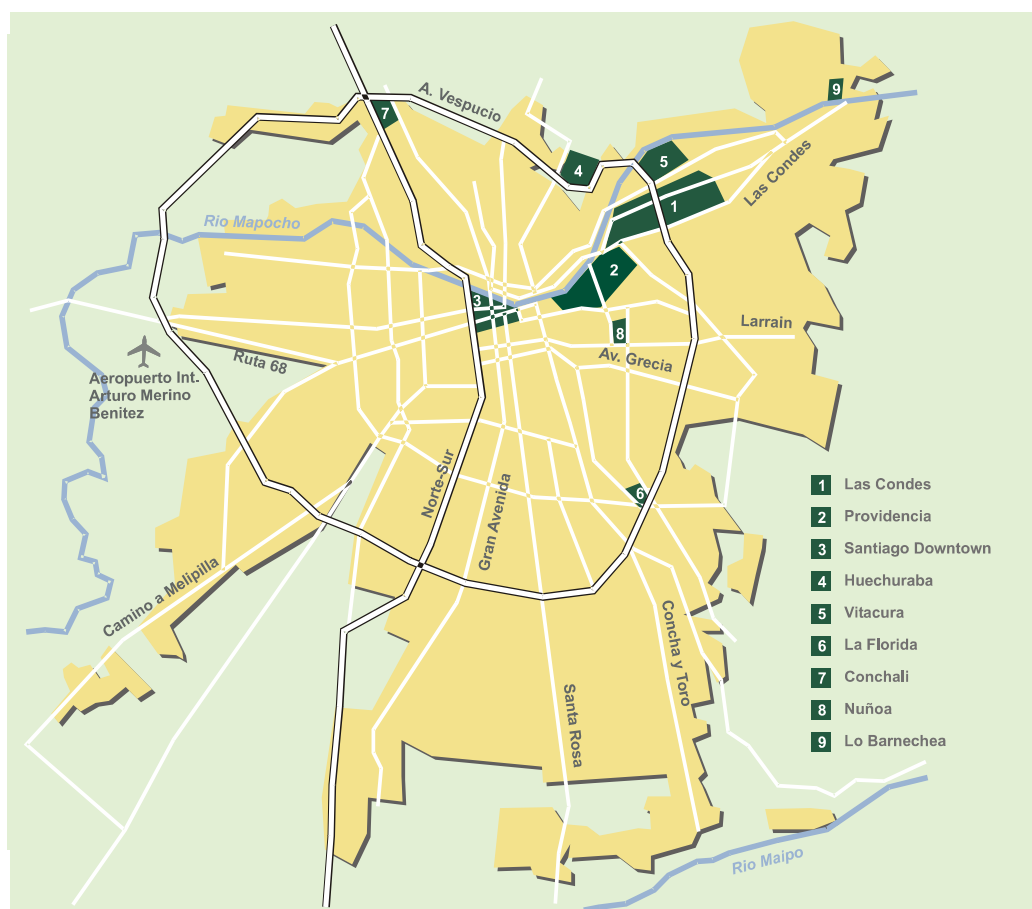 9
A. Vespucio
7
4
5
Las Condes
1
Rio Mapocho
2
3
8
Larrain
Av. Grecia
Ruta 68
Aeropuerto Int.
Arturo Merino
Benitez
Norte-Sur
Gran Avenida
6
Camino a Melipilla
Concha y Toro
Santa Rosa
Rio Maipo
1 Las Condes
2 Providencia
3 Santiago Downtown
4 Huechuraba
5 Vitacura
6 La Florida
7 Conchali
8 Nuñoa
9 Lo Barnechea